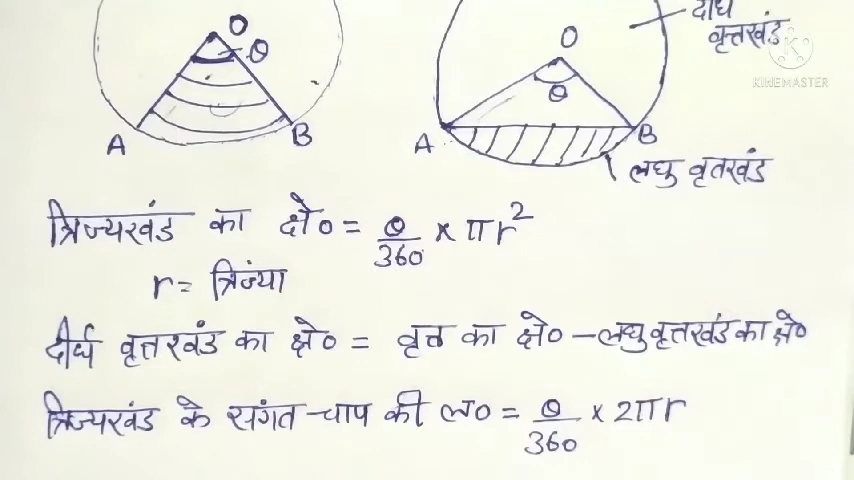 O
θ
A
B
O
θ
A
B
दीर्घ
वृत्तखंड
KINEMASTER
लघु वृत्तखंड
त्रिज्यखंड का क्षे० = θ/360 × πr²
r = त्रिज्या
दीर्घ वृत्तखंड का क्षे० = वृत्त का क्षे० - लघु वृत्तखंड का क्षे०
त्रिज्यखंड के संगत चाप की ल० = θ/360 × 2πr